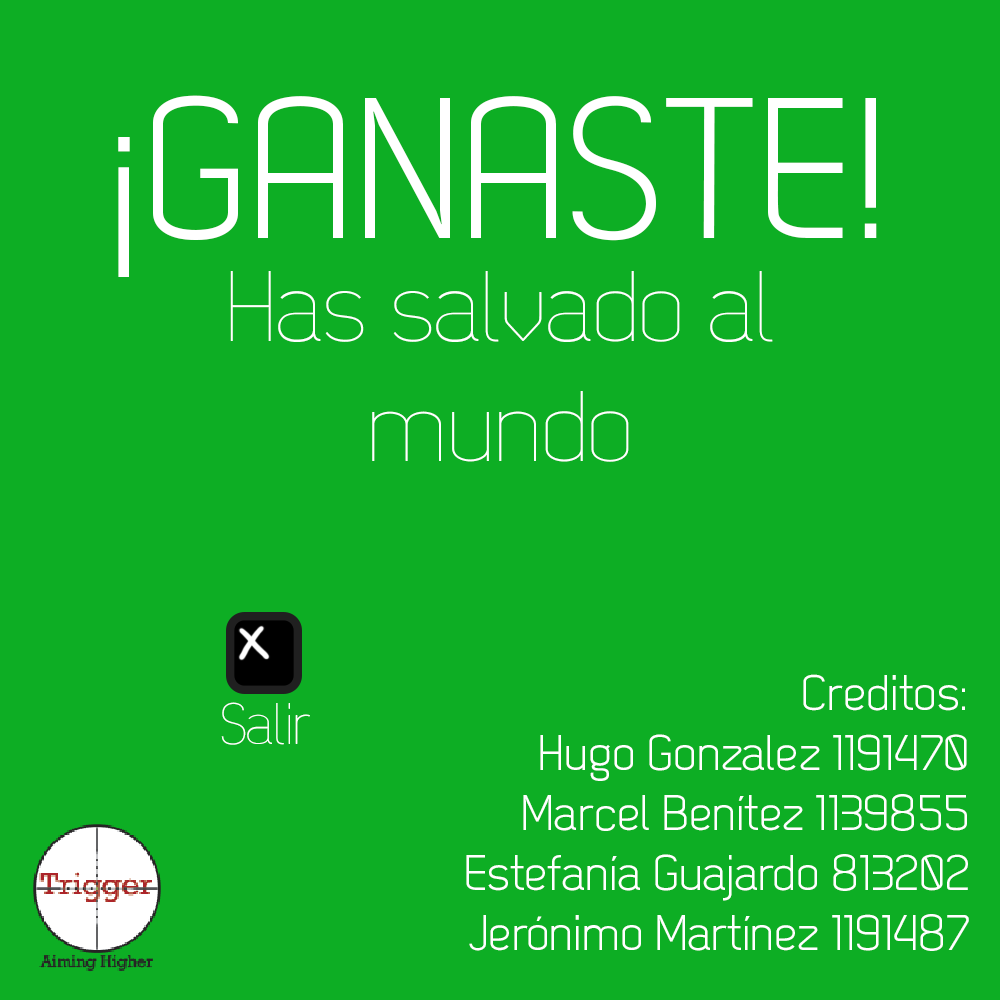 ¡GANASTE!
Has salvado al
mundo
X
Salir
Creditos:
Hugo Gonzalez 1191470
Marcel Benítez 1139855
Estefanía Guajardo 813202
Jerónimo Martínez 1191487
Trigger
Aiming Higher